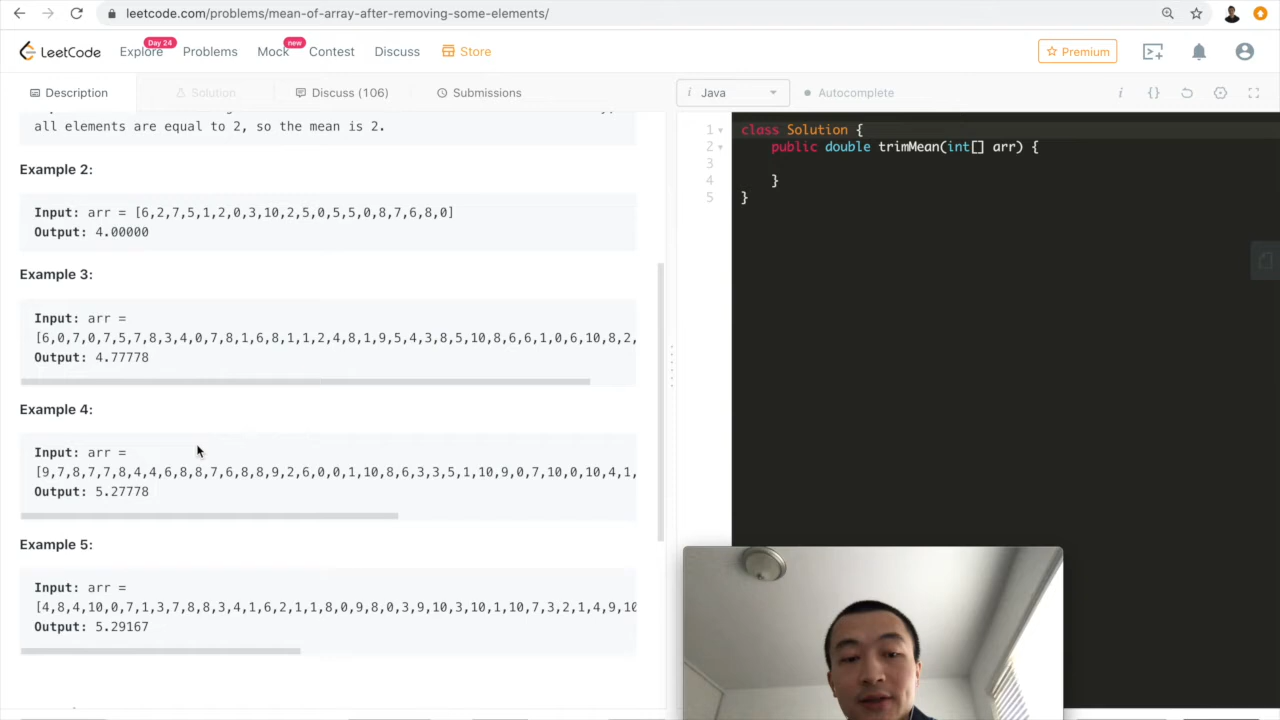 leetcode.com/problems/mean-of-array-after-removing-some-elements/
LeetCode
Explore
Day 24
Problems
Mock
new
Contest
Discuss
Store
Premium
Description
Solution
Discuss (106)
Submissions
i Java
Autocomplete
i {}
all elements are equal to 2, so the mean is 2.
Example 2:
Input: arr = [6,2,7,5,1,2,0,3,10,2,5,0,5,5,0,8,7,6,8,0]
Output: 4.00000
Example 3:
Input: arr =
[6,0,7,0,7,5,7,8,3,4,0,7,8,1,6,8,1,1,2,4,8,1,9,5,4,3,8,5,10,8,6,6,1,0,6,10,8,2,
Output: 4.77778
Example 4:
Input: arr =
[9,7,8,7,7,8,4,4,6,8,8,7,6,8,8,9,2,6,0,0,1,10,8,6,3,3,5,1,10,9,0,7,10,0,10,4,1,
Output: 5.27778
Example 5:
Input: arr =
[4,8,4,10,0,7,1,3,7,8,8,3,4,1,6,2,1,1,8,0,9,8,0,3,9,10,3,10,1,10,7,3,2,1,4,9,10
Output: 5.29167
1 class Solution {
2 public double trimMean(int[] arr) {
3
4 }
5 }